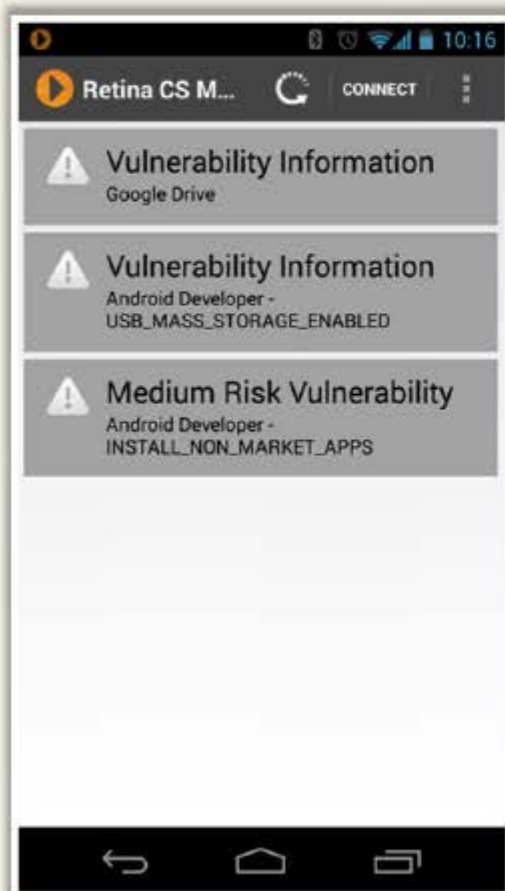 10:16
Retina CS M...
CONNECT
Vulnerability Information
Google Drive
Vulnerability Information
Android Developer -
USB_MASS_STORAGE_ENABLED
Medium Risk Vulnerability
Android Developer -
INSTALL_NON_MARKET_APPS